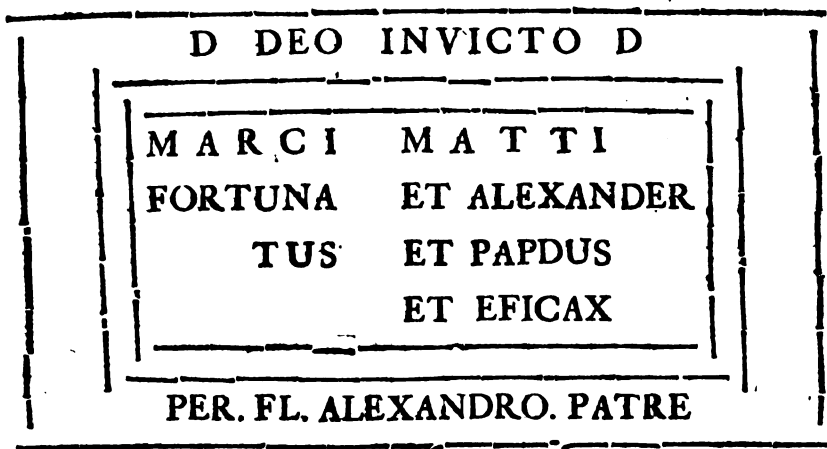 D DEO INVICTO D
MARCI MATTI
FORTUNA ET ALEXANDER
TUS ET PAPDUS
ET EFICAX
PER. FL. ALEXANDRO. PATRE